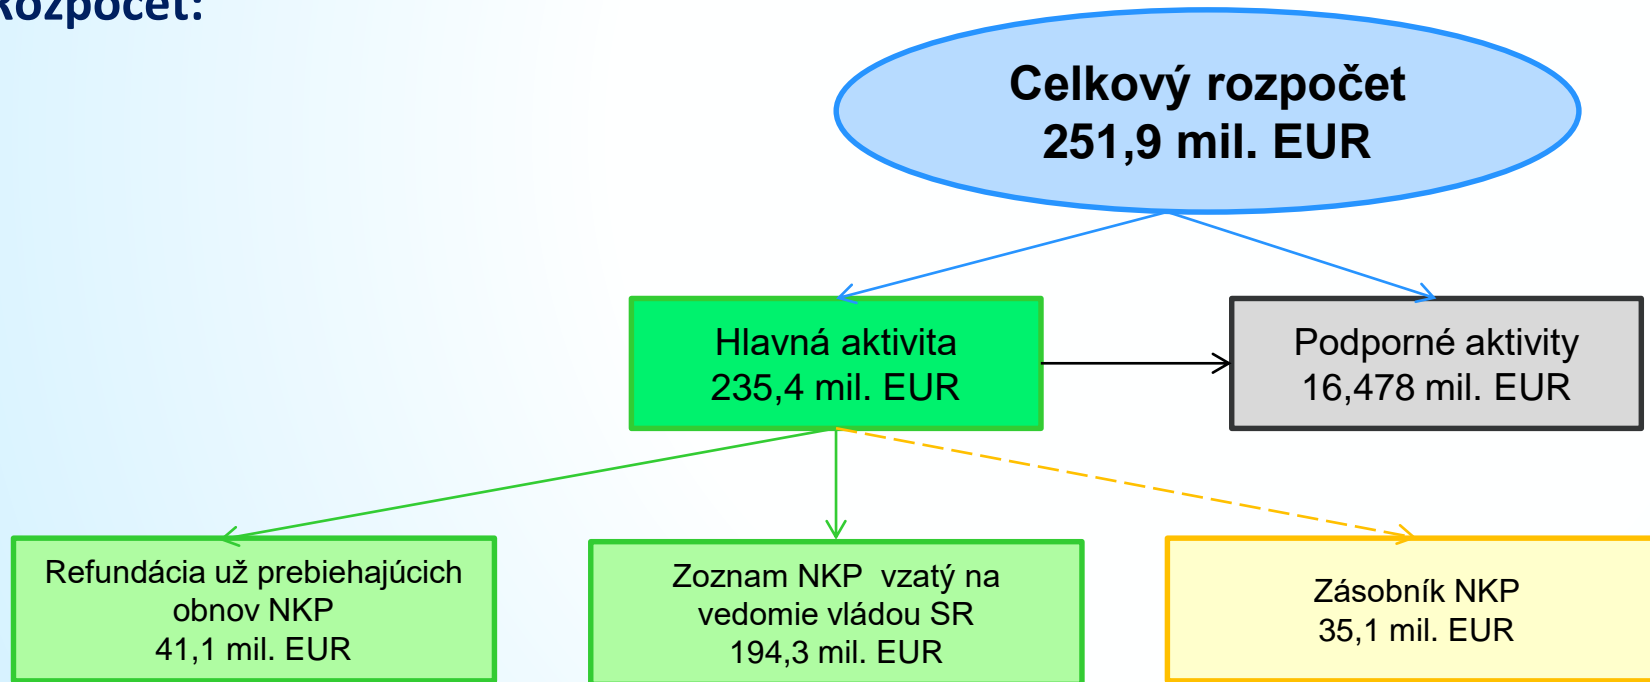 Rozpočet:
Celkový rozpočet
251,9 mil. EUR
Hlavná aktivita
235,4 mil. EUR
Podporné aktivity
16,478 mil. EUR
Refundácia už prebiehajúcich
obnov NKP
41,1 mil. EUR
Zoznam NKP vzatý na
vedomie vládou SR
194,3 mil. EUR
Zásobník NKP
35,1 mil. EUR